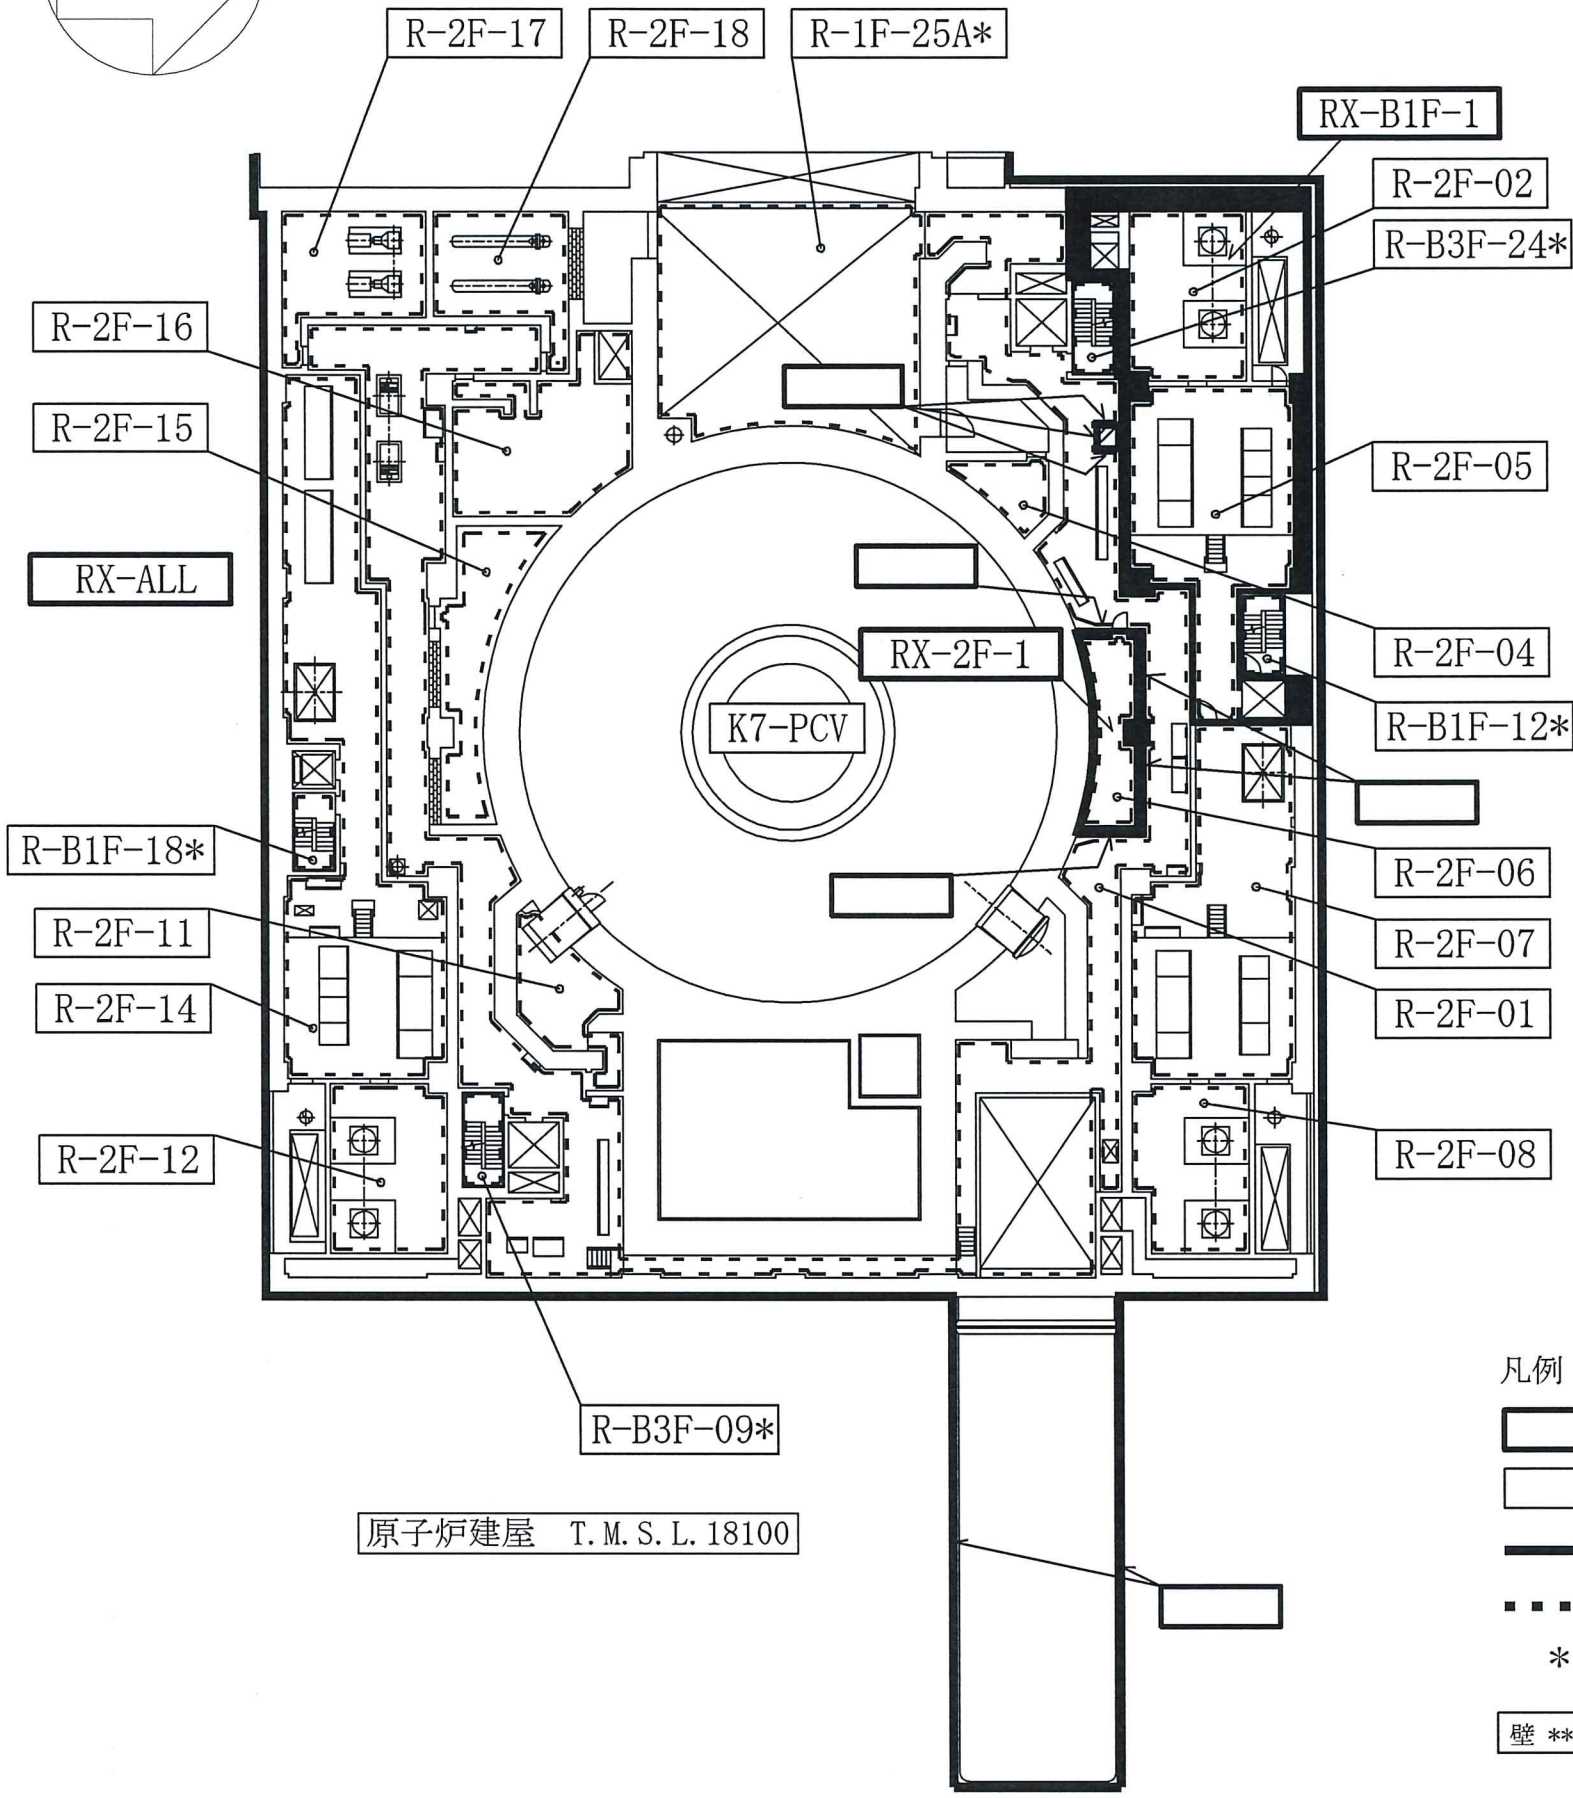 R-2F-17
R-2F-18
R-1F-25A*
RX-B1F-1
R-2F-02
R-B3F-24*
R-2F-16
R-2F-15
R-2F-05
RX-ALL
RX-2F-1
R-2F-04
K7-PCV
R-B1F-12*
R-B1F-18*
R-2F-06
R-2F-11
R-2F-07
R-2F-14
R-2F-01
R-2F-12
R-2F-08
凡例
R-B3F-09*
原子炉建屋 T.M.S.L.18100
*
壁 **